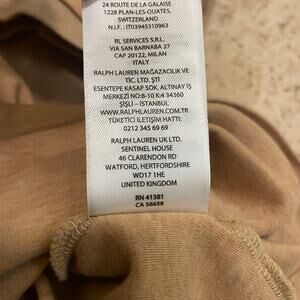 24 ROUTE DE LA GALAISE
1228 PLAN-LES-OUATES,
SWITZERLAND
N.I.F.: IT03945310963
RL SERVICES S.R.L.
VIA SAN BARNABA 27
CAP 20122, MILAN
ITALY
RALPH LAUREN MAĞAZACILIK VE
TİC. LTD. ŞTİ
ESENTEPE KASAP SOK. ALTINAY İŞ
MERKEZİ NO:8-10 K:4 34360
ŞİŞLİ - İSTANBUL
WWW.RALPHLAUREN.COM
TÜKETİCİ İLETİŞİM HATTI:
0212 345 69 69
RALPH LAUREN UK LTD.
SENTINEL HOUSE
46 CLARENDON RD
WATFORD, HERTFORDSHIRE
WD17 1HE
UNITED KINGDOM
RN 41381
CA 56658